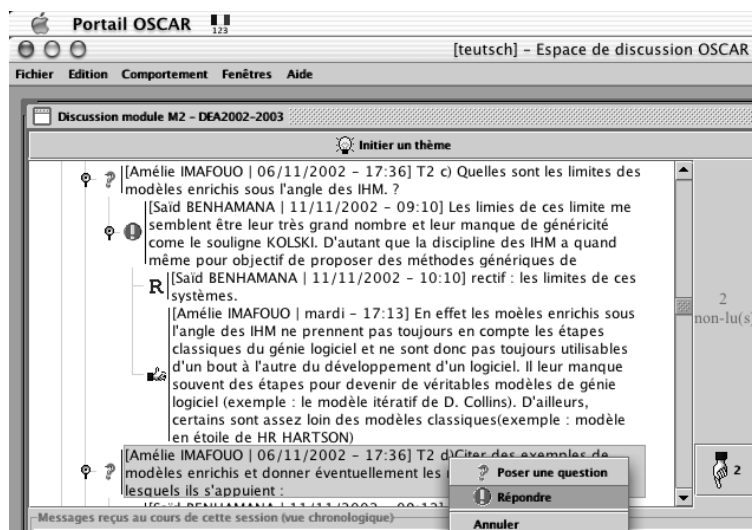 Portail OSCAR
123
[teutsch] – Espace de discussion OSCAR
Fichier Edition Comportement Fenêtres Aide
Discussion module M2 – DEA2002-2003
Initier un thème
[Amélie IMAFOUO | 06/11/2002 – 17:36] T2 c) Quelles sont les limites des
modèles enrichis sous l'angle des IHM. ?
[Saïd BENHAMANA | 11/11/2002 – 09:10] Les limies de ces limite me
semblent être leur très grand nombre et leur manque de généricité
come le souligne KOLSKI. D'autant que la discipline des IHM a quand
même pour objectif de proposer des méthodes génériques de
R [Saïd BENHAMANA | 11/11/2002 – 10:10] rectif : les limites de ces
systèmes.
[Amélie IMAFOUO | mardi – 17:13] En effet les moèles enrichis sous
l'angle des IHM ne prennent pas toujours en compte les étapes
classiques du génie logiciel et ne sont donc pas toujours utilisables
d'un bout à l'autre du développement d'un logiciel. Il leur manque
souvent des étapes pour devenir de véritables modèles de génie
logiciel (exemple : le modèle itératif de D. Collins). D'ailleurs,
certains sont assez loin des modèles classiques(exemple : modèle
en étoile de HR HARTSON)
2
non-lu(s)
[Amélie IMAFOUO | 06/11/2002 – 17:36] T2 d)Citer des exemples de
modèles enrichis et donner éventuellement les
lesquels ils s'appuient :
Poser une question
Répondre
Annuler
2
Messages reçus au cours de cette session (vue chronologique)